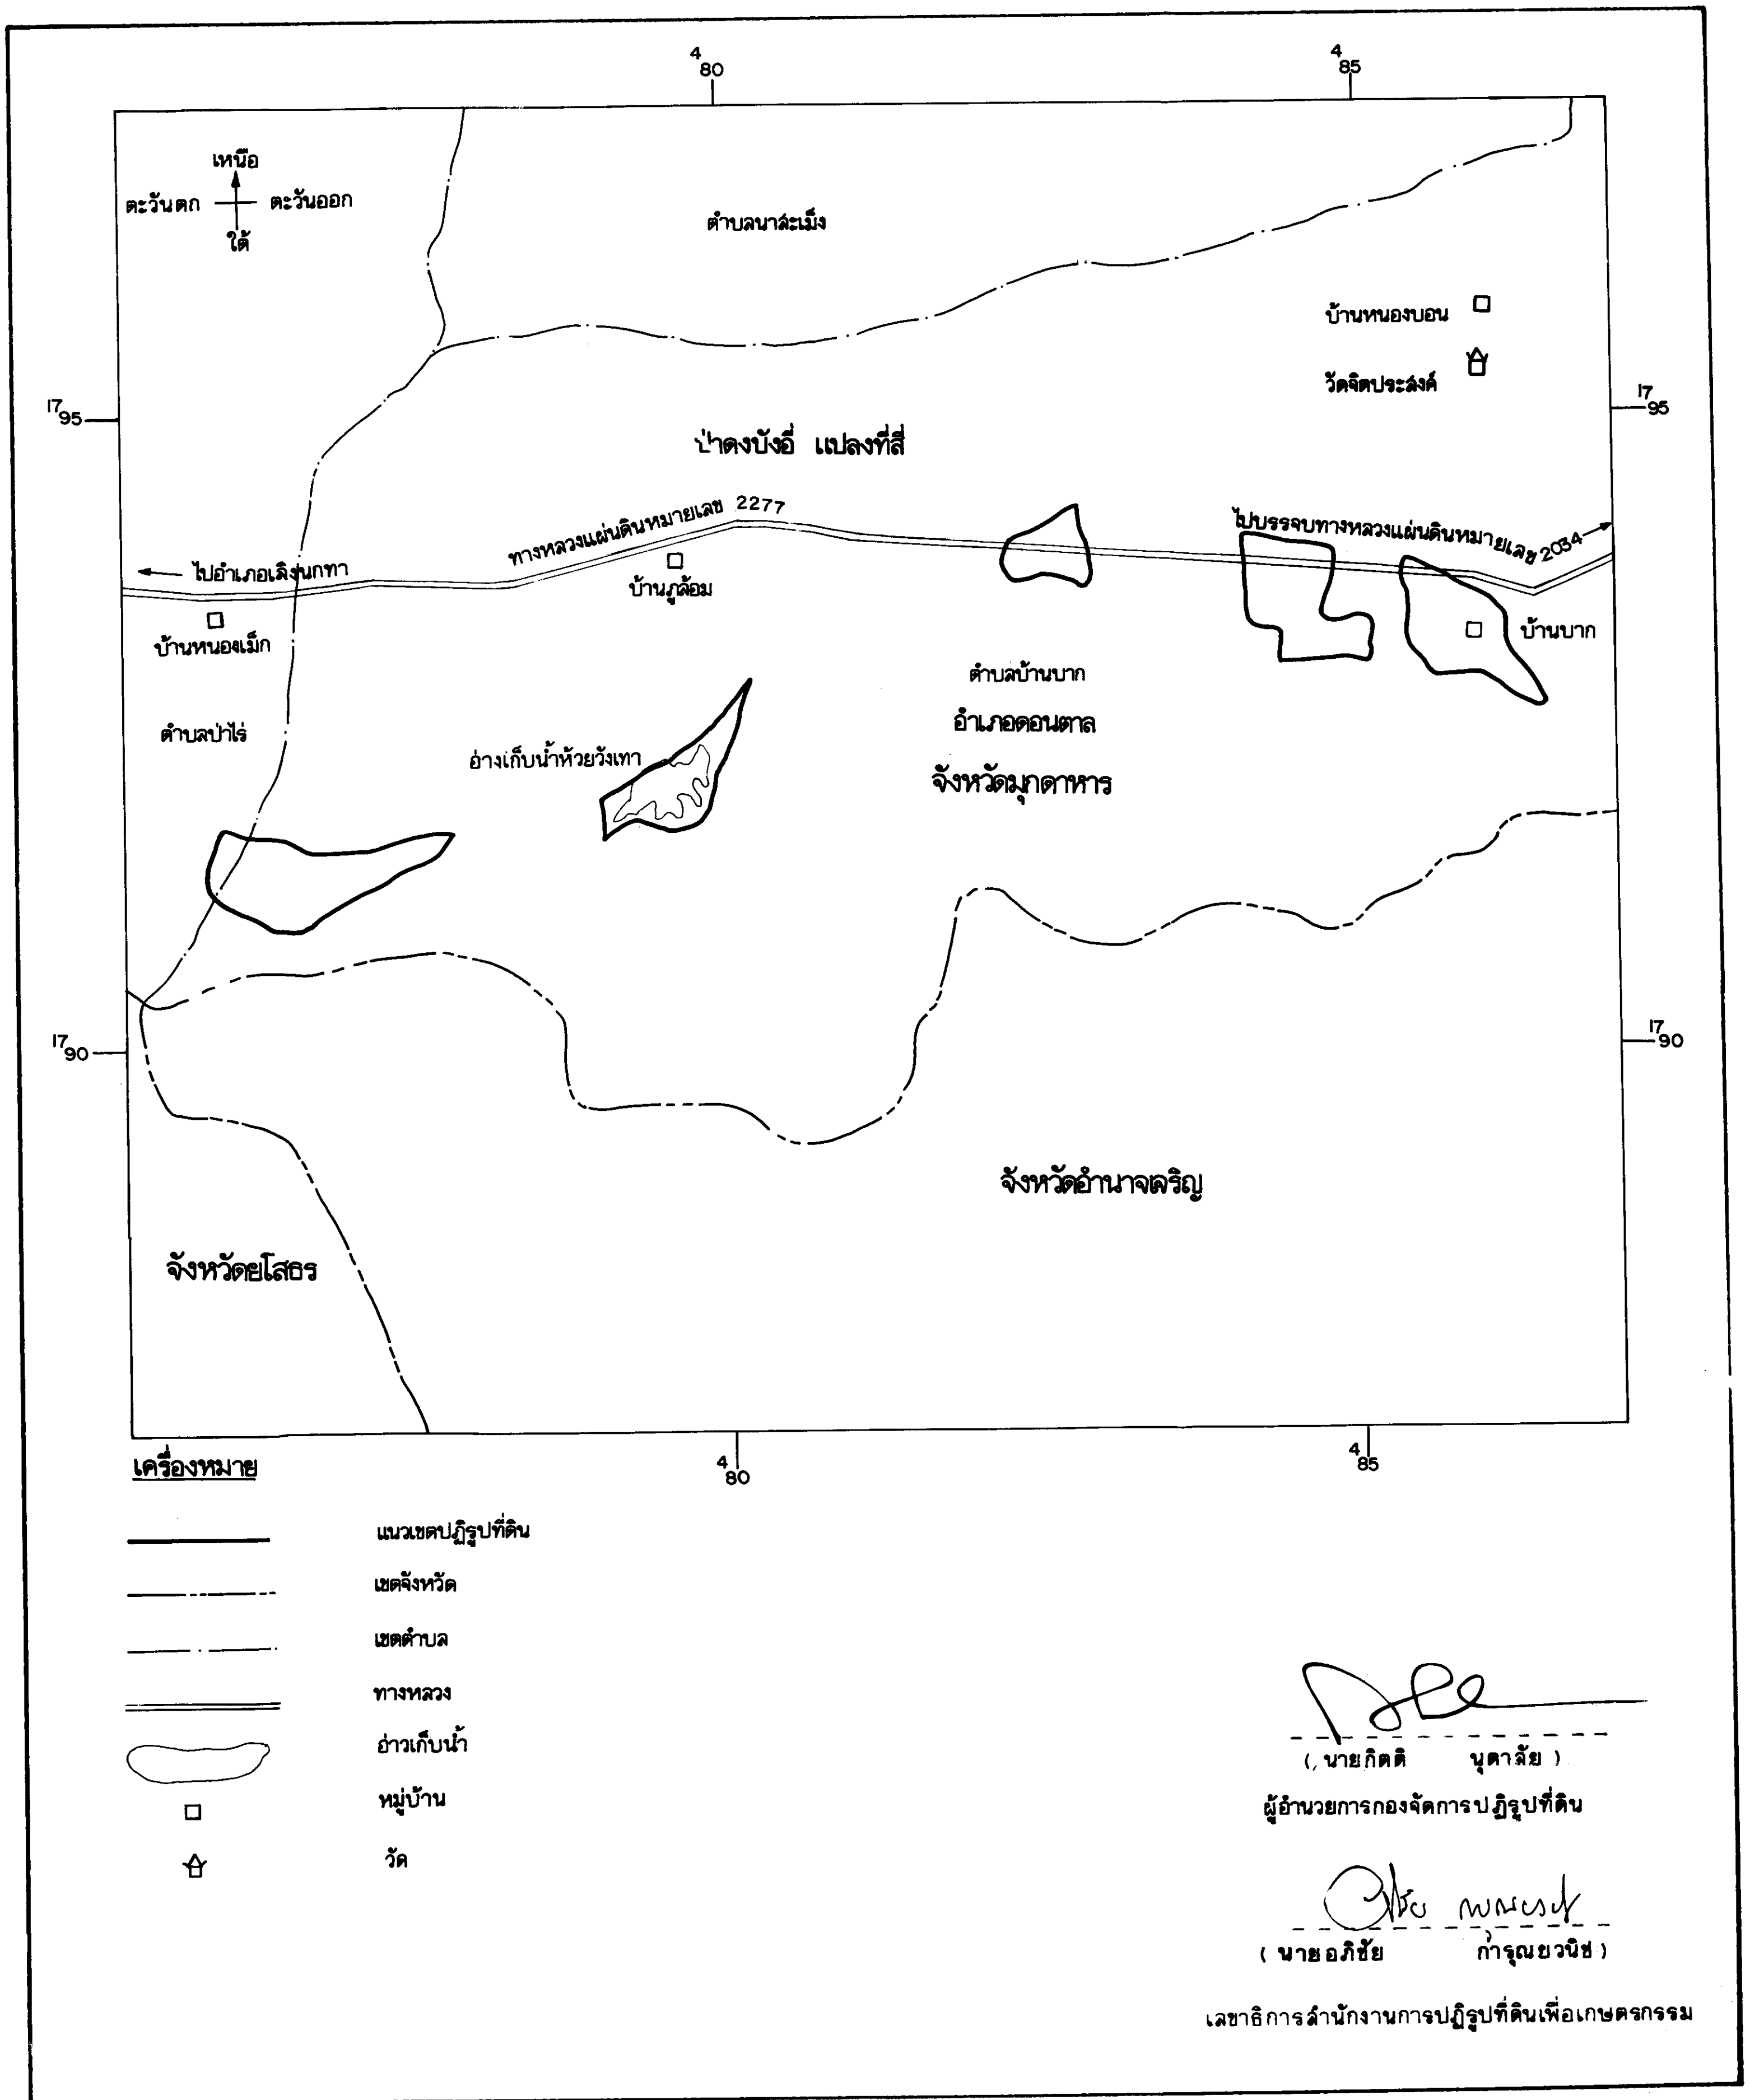 4 80
4 85
เหนือ
ตะวันตก ตะวันออก
ใต้
ตำบลนาสะเม็ง
บ้านหนองบอน
วัดจิตประสงค์
17 95
17 95
ป่าดงบังอี่ แปลงที่สี่
ทางหลวงแผ่นดินหมายเลข 2277
ไปบรรจบทางหลวงแผ่นดินหมายเลข 2034
ไปอำเภอเลิงนกทา
บ้านภูล้อม
บ้านหนองเม็ก
บ้านบาก
ตำบลบ้านบาก
อำเภอดอนตาล
ตำบลป่าไร่
อ่างเก็บน้ำห้วยวังเทา
จังหวัดมุกดาหาร
17 90
17 90
จังหวัดอำนาจเจริญ
จังหวัดยโสธร
4 80
4 85
เครื่องหมาย
แนวเขตปฏิรูปที่ดิน
เขตจังหวัด
เขตตำบล
ทางหลวง
อ่าวเก็บน้ำ
หมู่บ้าน
วัด
( นายกิตติ นุตาลัย )
ผู้อำนวยการกองจัดการปฏิรูปที่ดิน
( นายอภิชัย การุณยวนิช )
เลขาธิการสำนักงานการปฏิรูปที่ดินเพื่อเกษตรกรรม